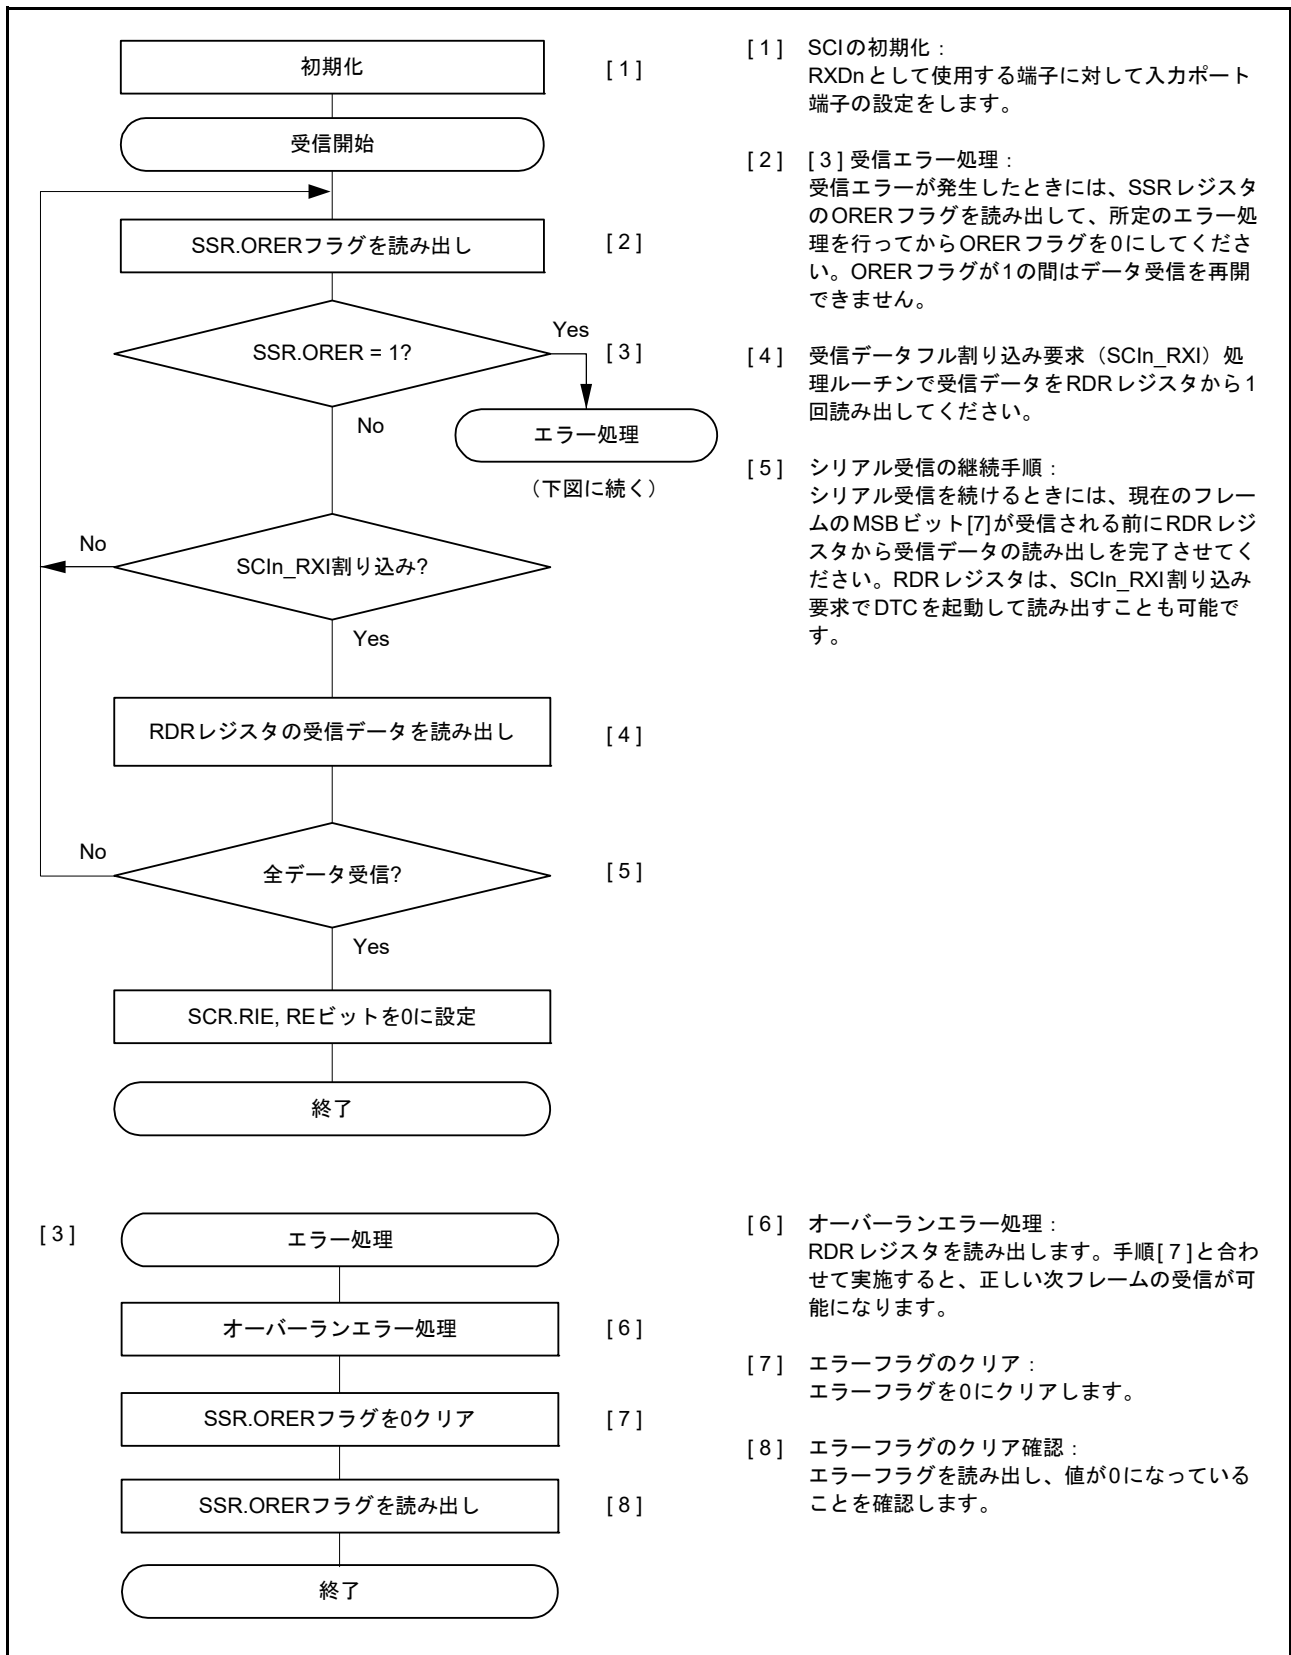 初期化
[ 1 ]
受信開始
SSR.ORERフラグを読み出し
[ 2 ]
SSR.ORER = 1?
Yes
[ 3 ]
No
エラー処理
（下図に続く）
No
SCIn_RXI割り込み?
Yes
RDRレジスタの受信データを読み出し
[ 4 ]
No
全データ受信?
[ 5 ]
Yes
SCR.RIE, REビットを0に設定
終了
[ 1 ] SCIの初期化：
RXDnとして使用する端子に対して入力ポート
端子の設定をします。
[ 2 ] [ 3 ] 受信エラー処理：
受信エラーが発生したときには、SSRレジスタ
のORERフラグを読み出して、所定のエラー処
理を行ってからORERフラグを0にしてくださ
い。ORERフラグが1の間はデータ受信を再開
できません。
[ 4 ] 受信データフル割り込み要求（SCIn_RXI）処
理ルーチンで受信データをRDRレジスタから1
回読み出してください。
[ 5 ] シリアル受信の継続手順：
シリアル受信を続けるときには、現在のフレー
ムのMSBビット[7]が受信される前にRDRレジ
スタから受信データの読み出しを完了させてく
ださい。RDRレジスタは、SCIn_RXI割り込み
要求でDTCを起動して読み出すことも可能で
す。
[ 3 ]
エラー処理
オーバーランエラー処理
[ 6 ]
SSR.ORERフラグを0クリア
[ 7 ]
SSR.ORERフラグを読み出し
[ 8 ]
終了
[ 6 ] オーバーランエラー処理：
RDRレジスタを読み出します。手順[ 7 ]と合わ
せて実施すると、正しい次フレームの受信が可
能になります。
[ 7 ] エラーフラグのクリア：
エラーフラグを0にクリアします。
[ 8 ] エラーフラグのクリア確認：
エラーフラグを読み出し、値が0になっている
ことを確認します。